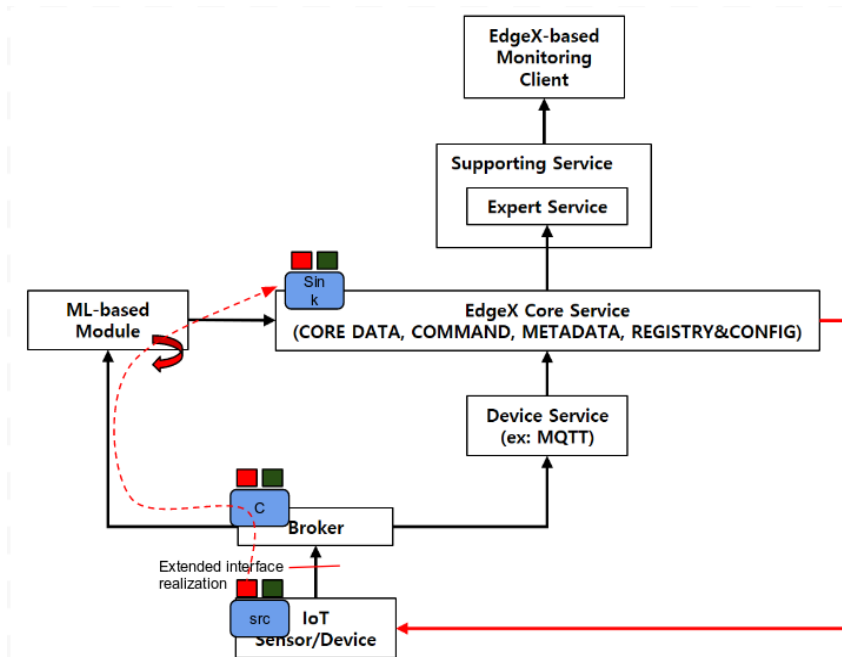 EdgeX-based
Monitoring
Client
Supporting Service
Expert Service
Sin
k
ML-based
Module
EdgeX Core Service
(CORE DATA, COMMAND, METADATA, REGISTRY&CONFIG)
Device Service
(ex: MQTT)
C
Broker
Extended interface
realization
src
IoT
Sensor/Device